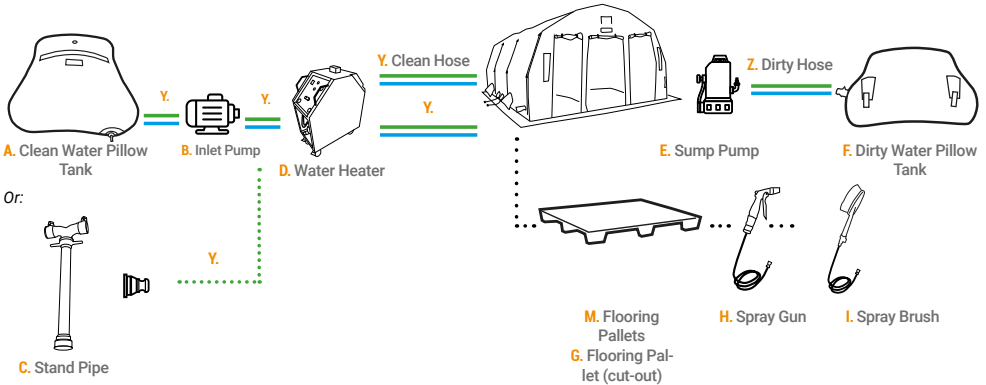 Y. Clean Hose
Z. Dirty Hose
Y.
Y.
Y.
A. Clean Water Pillow
Tank
B. Inlet Pump
D. Water Heater
E. Sump Pump
F. Dirty Water Pillow
Tank
Or:
Y.
C. Stand Pipe
M. Flooring
Pallets
G. Flooring Pal-
let (cut-out)
H. Spray Gun
I. Spray Brush